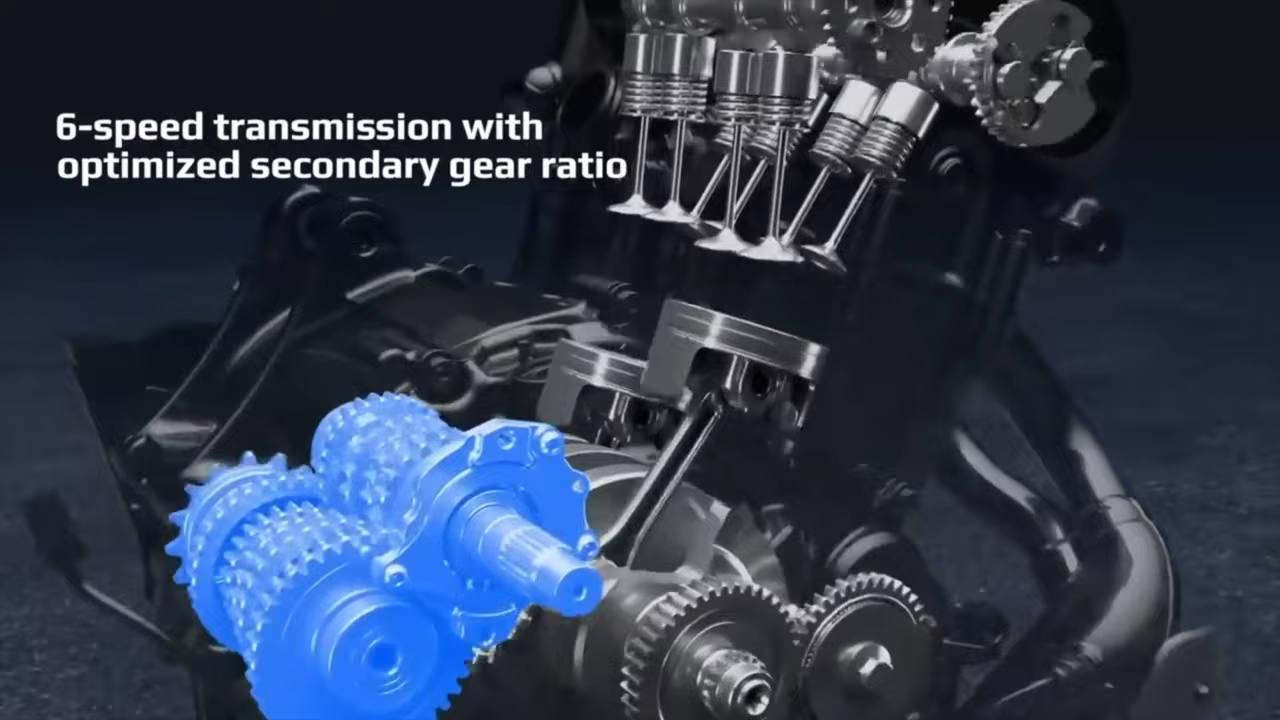 6-speed transmission with
optimized secondary gear ratio